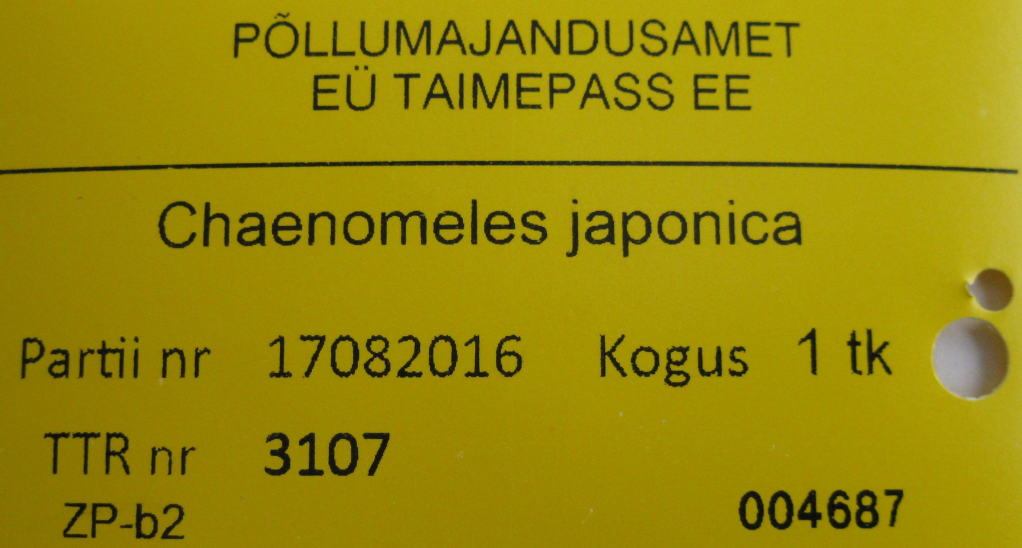 PÕLLUMAJANDUSAMET
EÜ TAIMEPASS EE
Chaenomeles japonica
Partii nr 17082016 Kogus 1 tk
TTR nr 3107
ZP-b2 004687